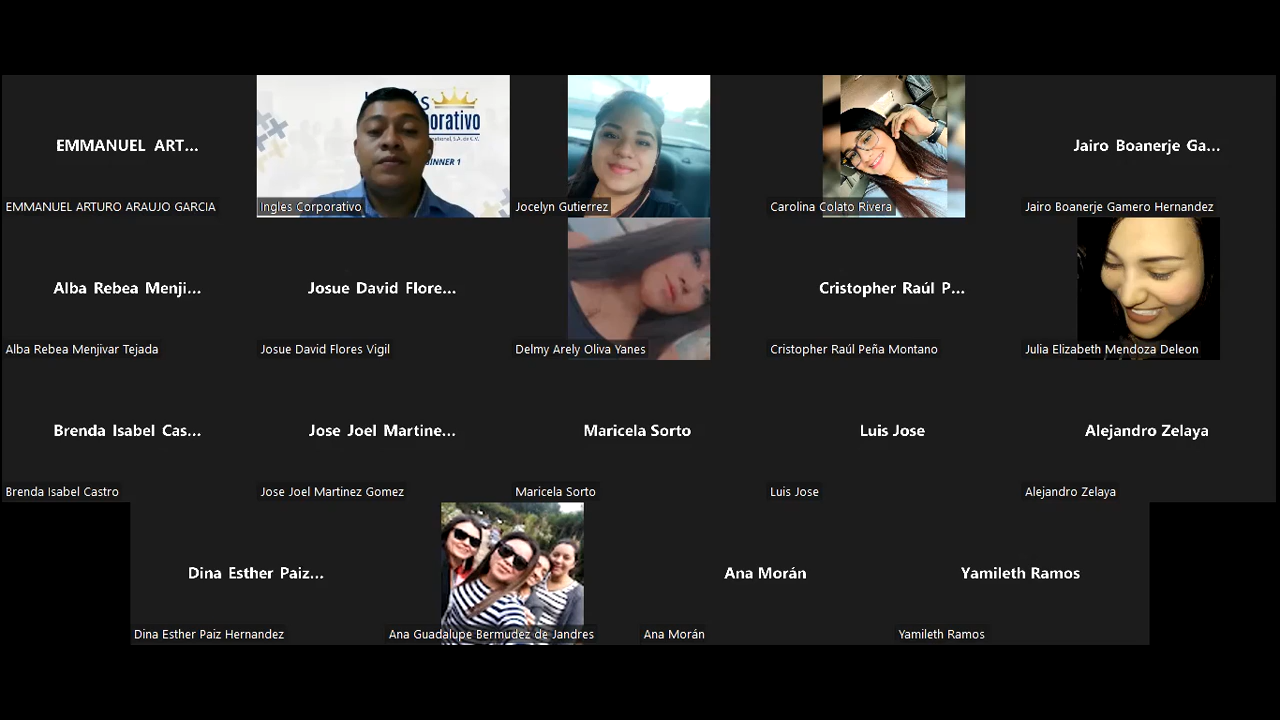 EMMANUEL ART...
EMMANUEL ARTURO ARAUJO GARCIA
orativo
INNER 1
Ingles Corporativo
Jocelyn Gutierrez
Carolina Colato Rivera
Jairo Boanerje Ga...
Jairo Boanerje Gamero Hernandez
Alba Rebea Menji...
Alba Rebea Menjivar Tejada
Josue David Flore...
Josue David Flores Vigil
Delmy Arely Oliva Yanes
Cristopher Raúl P...
Cristopher Raúl Peña Montano
Julia Elizabeth Mendoza Deleon
Brenda Isabel Cas...
Brenda Isabel Castro
Jose Joel Martine...
Jose Joel Martinez Gomez
Maricela Sorto
Maricela Sorto
Luis Jose
Luis Jose
Alejandro Zelaya
Alejandro Zelaya
Dina Esther Paiz...
Dina Esther Paiz Hernandez
Ana Guadalupe Bermudez de Jandres
Ana Morán
Ana Morán
Yamileth Ramos
Yamileth Ramos